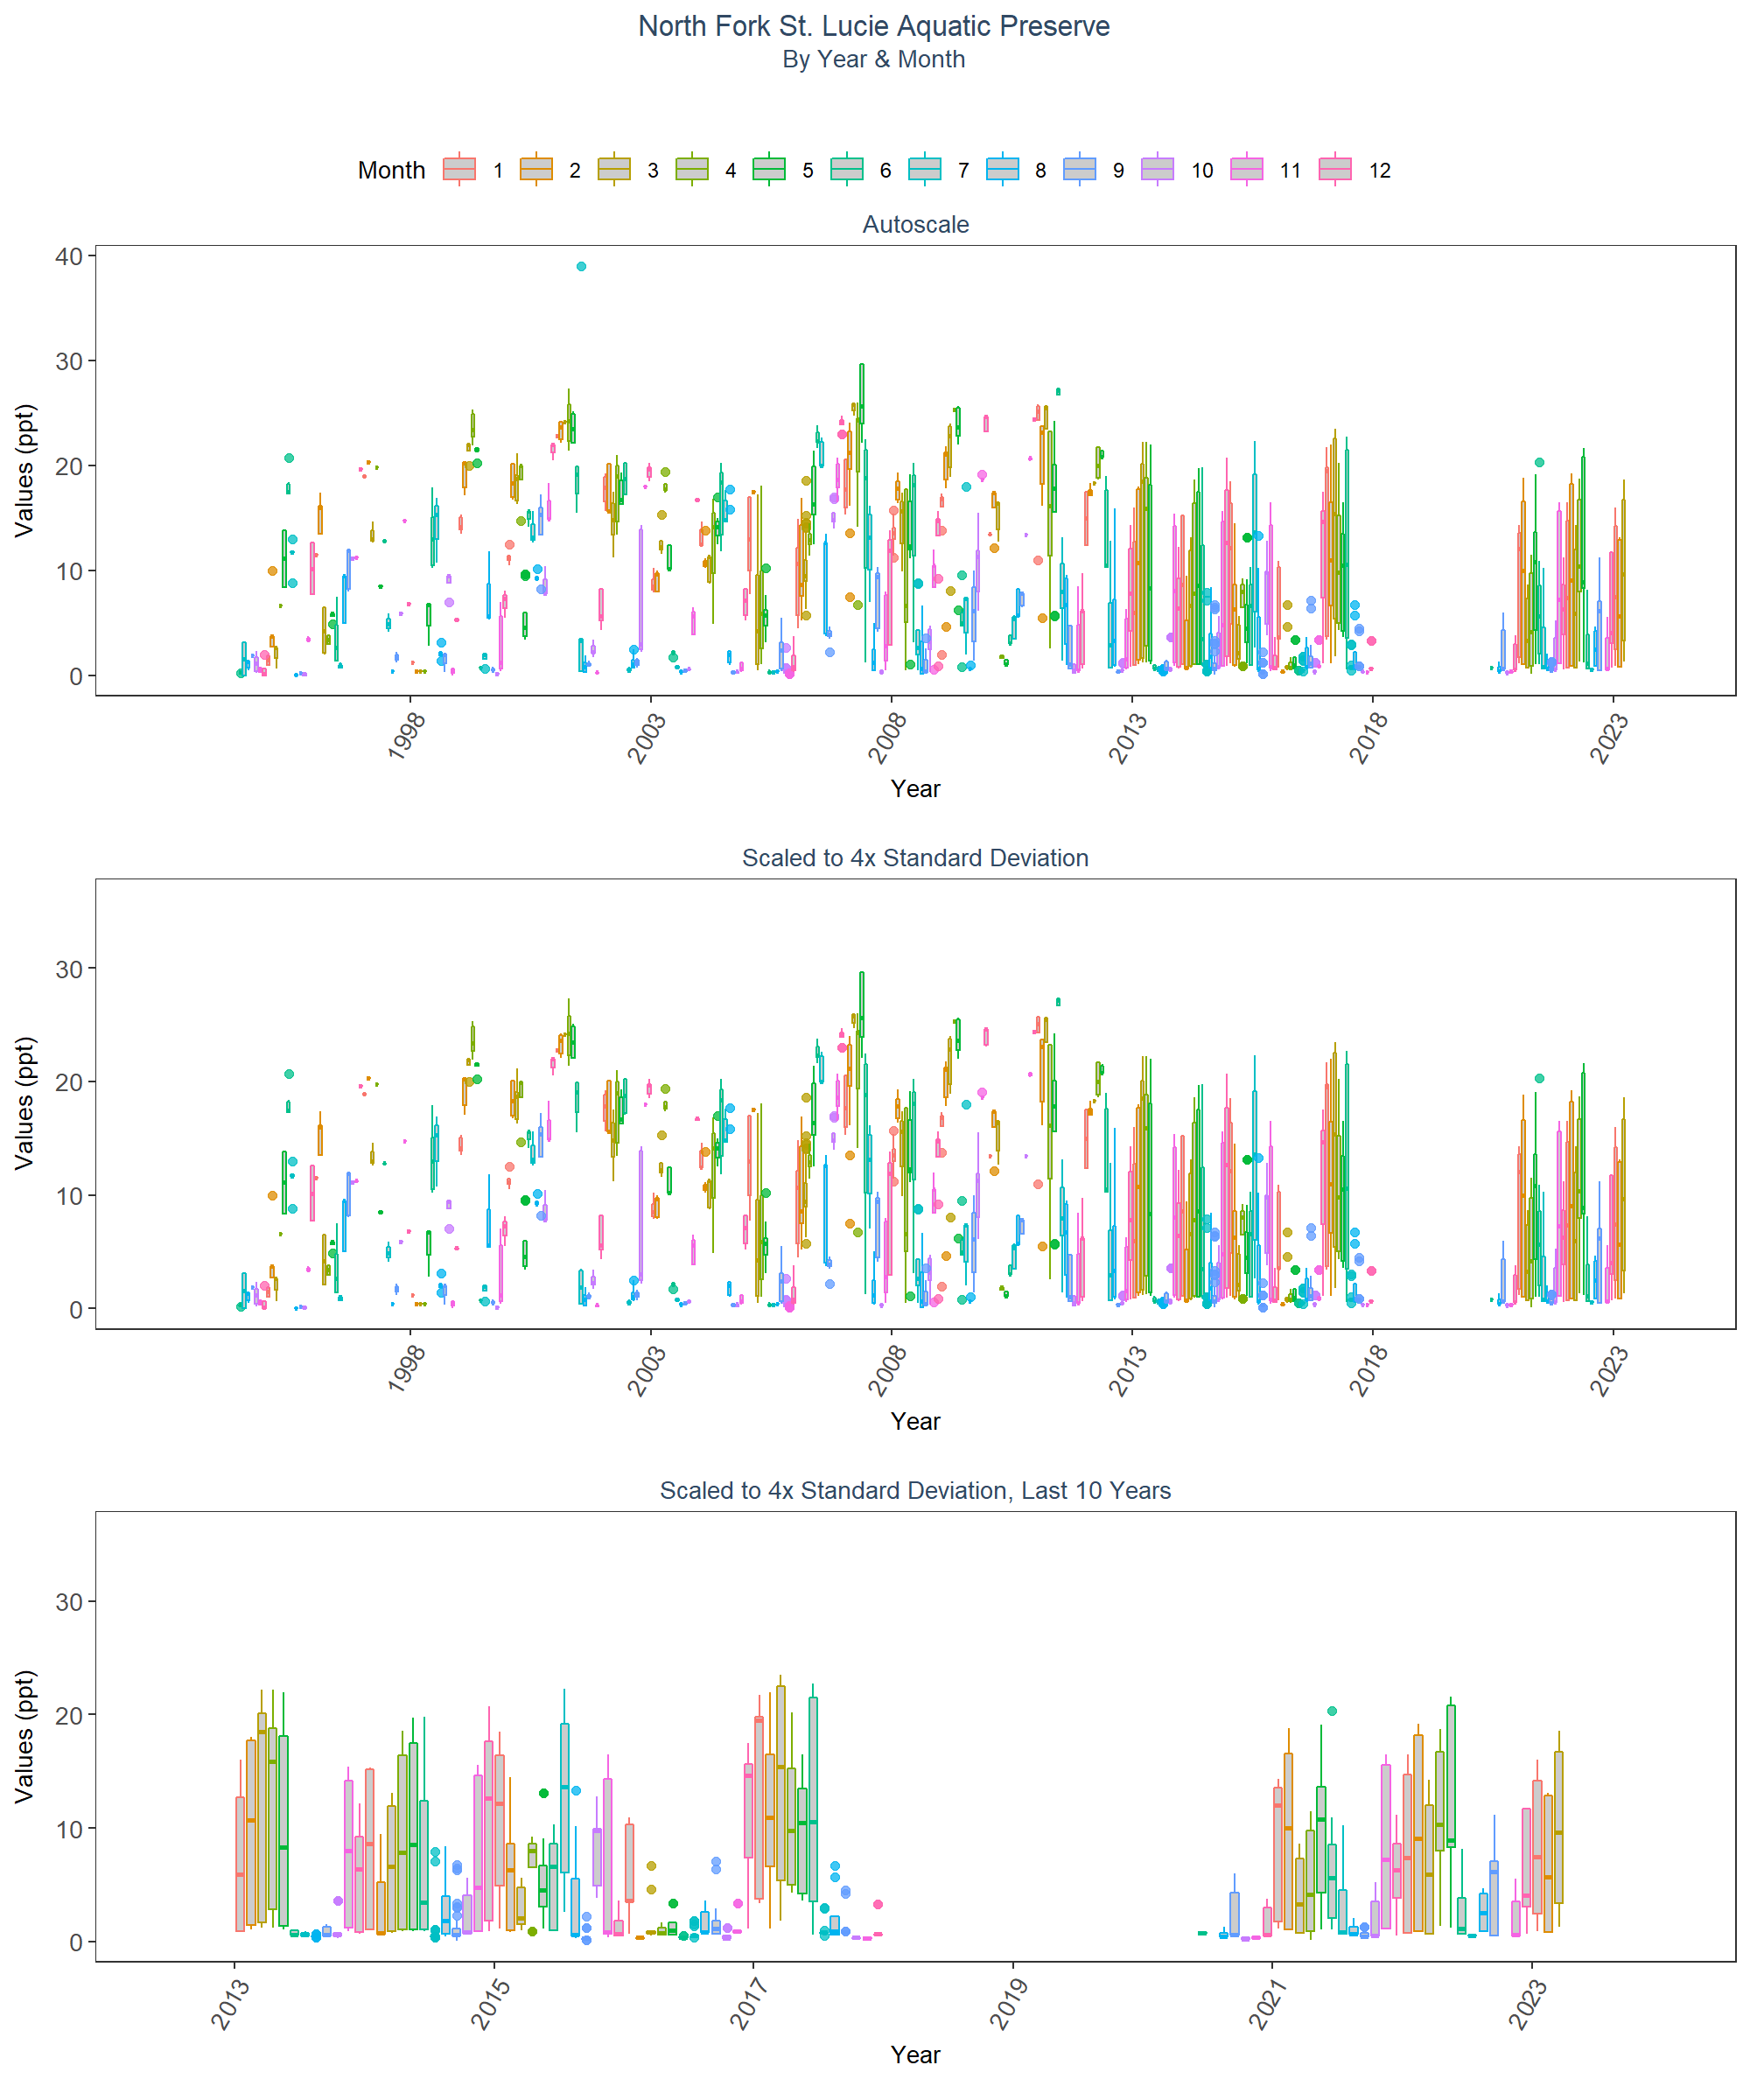 North Fork St. Lucie Aquatic Preserve
By Year & Month
Month 1 2 3 4 5 6 7 8 9 10 11 12
Autoscale
Values (ppt)
40
30
20
10
0
1998 2003 2008 2013 2018 2023
Year
Scaled to 4x Standard Deviation
Values (ppt)
30
20
10
0
1998 2003 2008 2013 2018 2023
Year
Scaled to 4x Standard Deviation, Last 10 Years
Values (ppt)
30
20
10
0
2013 2015 2017 2019 2021 2023
Year